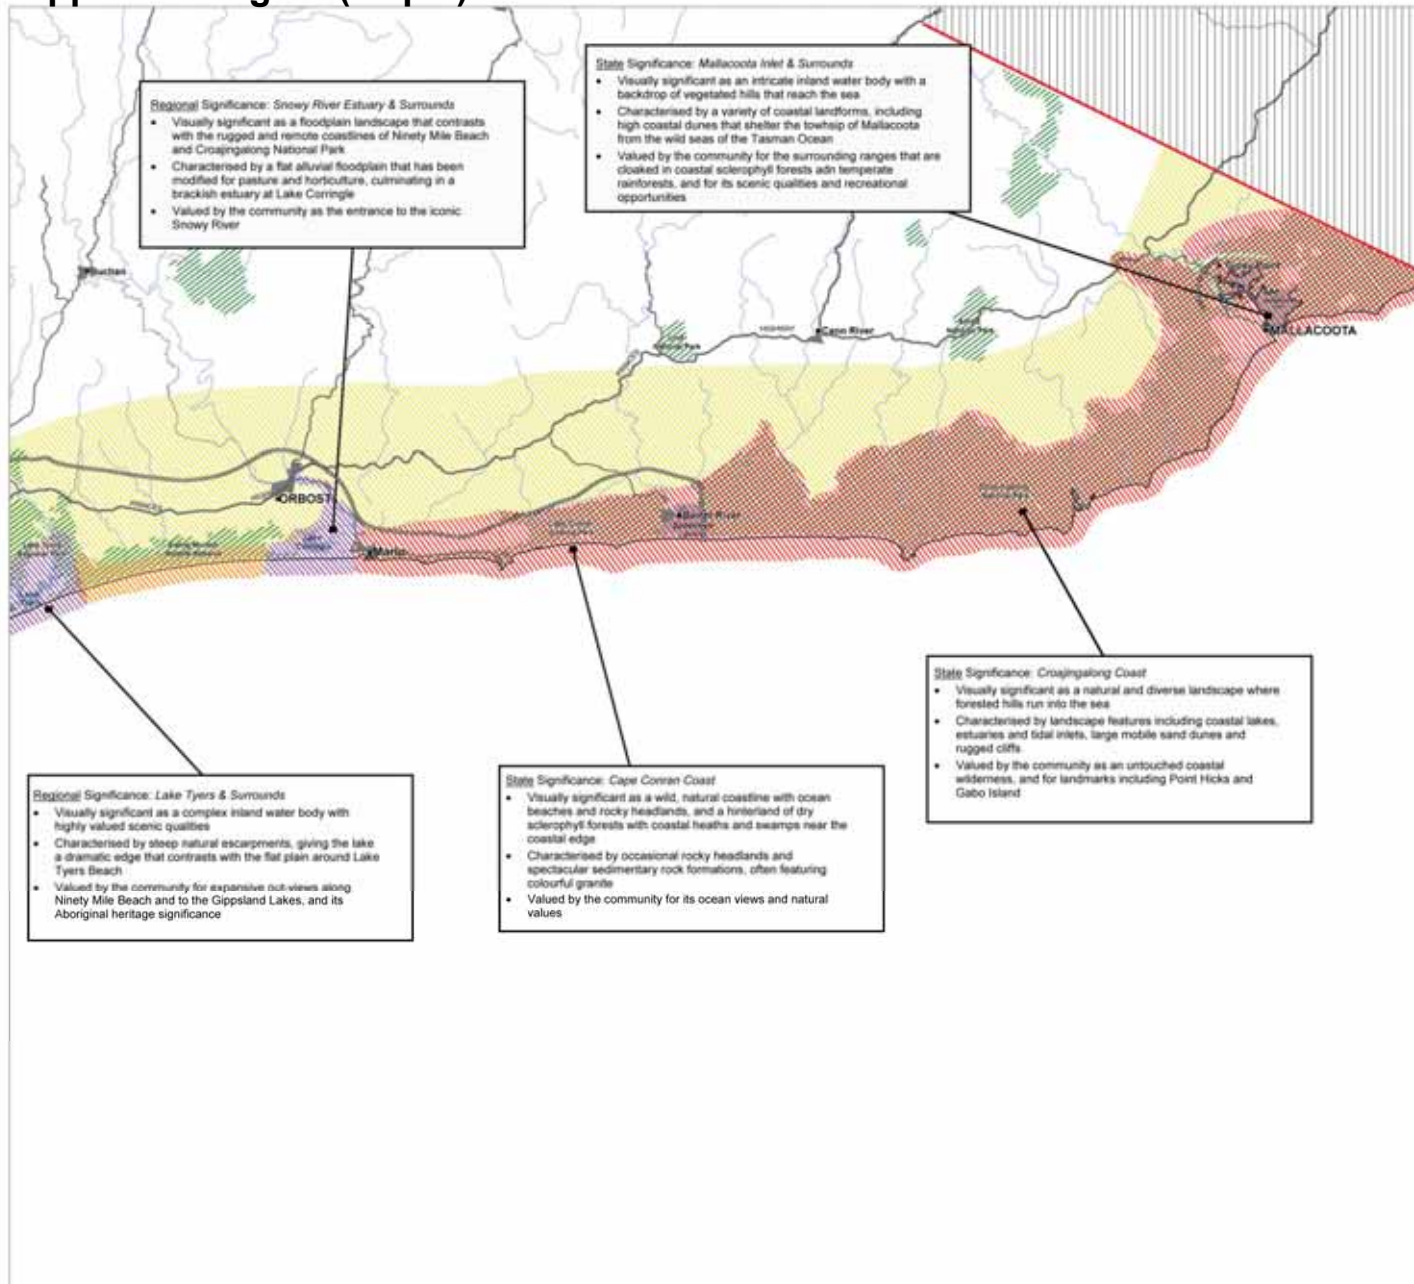 Regional Significance: Snowy River Estuary & Surrounds
• Visually significant as a floodplain landscape that contrasts
with the rugged and remote coastlines of Ninety Mile Beach
and Croajingalong National Park
• Characterised by a flat alluvial floodplain that has been
modified for pasture and horticulture, culminating in a
brackish estuary at Lake Corringle
• Valued by the community as the entrance to the iconic
Snowy River
State Significance: Mallacoota Inlet & Surrounds
• Visually significant as an intricate inland water body with a
backdrop of vegetated hills that reach the sea
• Characterised by a variety of coastal landforms, including
high coastal dunes that shelter the towhsip of Mallacoota
from the wild seas of the Tasman Ocean
• Valued by the community for the surrounding ranges that are
cloaked in coastal sclerophyll forests adn temperate
rainforests, and for its scenic qualities and recreational
opportunities
Buchan
Cann River
MALLACOOTA
ORBOST
Marlo
Bemm River
State Significance: Croajingalong Coast
• Visually significant as a natural and diverse landscape where
forested hills run into the sea
• Characterised by landscape features including coastal lakes,
estuaries and tidal inlets, large mobile sand dunes and
rugged cliffs
• Valued by the community as an untouched coastal
wilderness, and for landmarks including Point Hicks and
Gabo Island
Regional Significance: Lake Tyers & Surrounds
• Visually significant as a complex inland water body with
highly valued scenic qualities
• Characterised by steep natural escarpments, giving the lake
a dramatic edge that contrasts with the flat plain around Lake
Tyers Beach
• Valued by the community for expansive out-views along
Ninety Mile Beach and to the Gippsland Lakes, and its
Aboriginal heritage significance
State Significance: Cape Conran Coast
• Visually significant as a wild, natural coastline with ocean
beaches and rocky headlands, and a hinterland of dry
sclerophyll forests with coastal heaths and swamps near the
coastal edge
• Characterised by occasional rocky headlands and
spectacular sedimentary rock formations, often featuring
colourful granite
• Valued by the community for its ocean views and natural
values